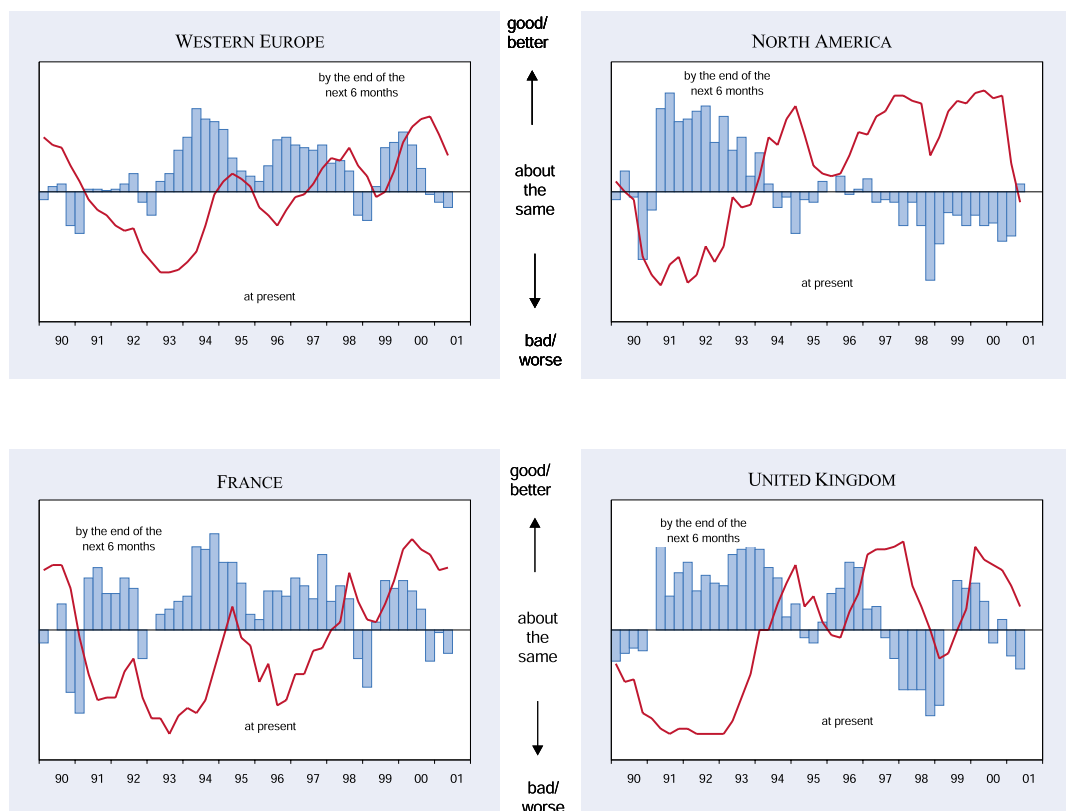 WESTERN EUROPE
by the end of the
next 6 months
at present
90 91 92 93 94 95 96 97 98 99 00 01
good/
better
about
the
same
bad/
worse
NORTH AMERICA
by the end of the
next 6 months
at present
90 91 92 93 94 95 96 97 98 99 00 01
FRANCE
by the end of the
next 6 months
at present
90 91 92 93 94 95 96 97 98 99 00 01
good/
better
about
the
same
bad/
worse
UNITED KINGDOM
by the end of the
next 6 months
at present
90 91 92 93 94 95 96 97 98 99 00 01